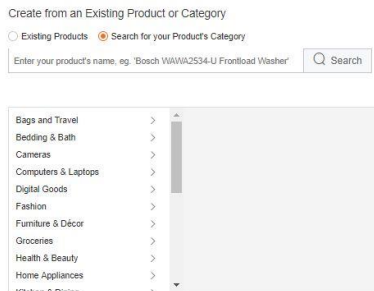 Create from an Existing Product or Category
Existing Products Search for your Product's Category
Enter your product's name, eg. 'Bosch WAWA2534-U Frontload Washer' Search
Bags and Travel
Bedding & Bath
Cameras
Computers & Laptops
Digital Goods
Fashion
Furniture & Décor
Groceries
Health & Beauty
Home Appliances
Kitchen & Dining